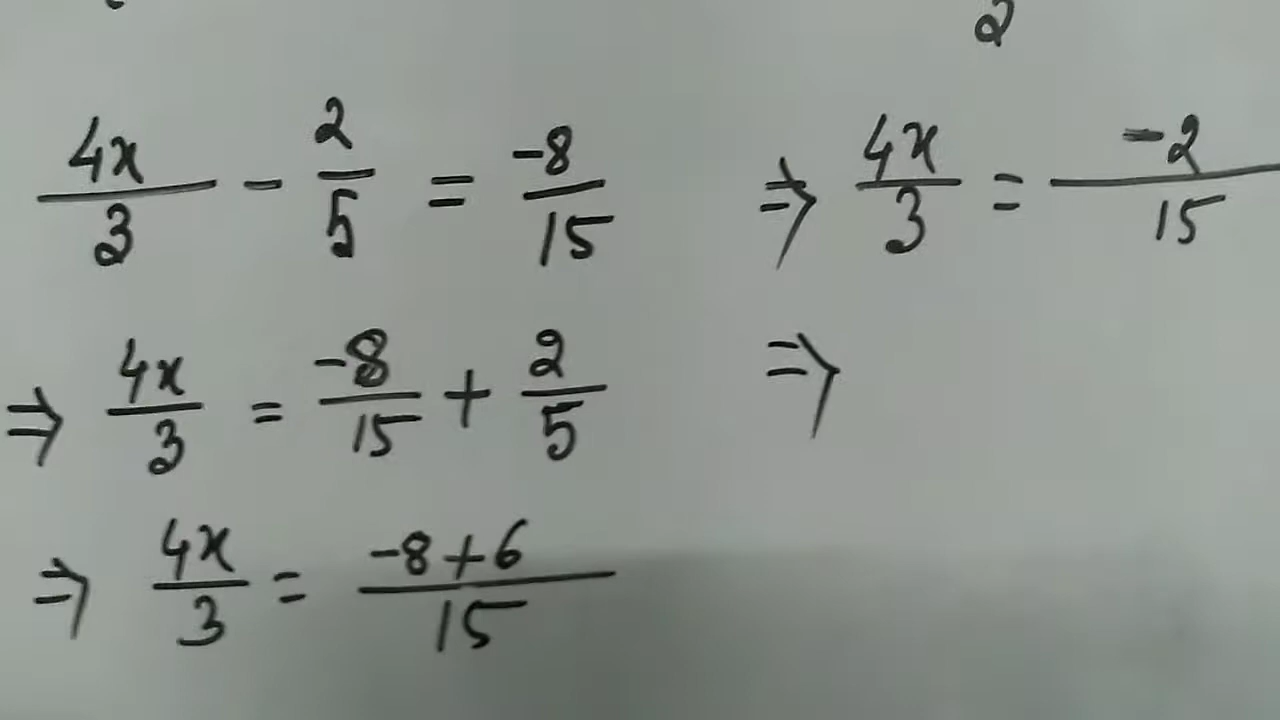 2
4x/3 - 2/5 = -8/15
⇒ 4x/3 = -8/15 + 2/5
⇒ 4x/3 = -8+6/15
⇒ 4x/3 = -2/15
⇒